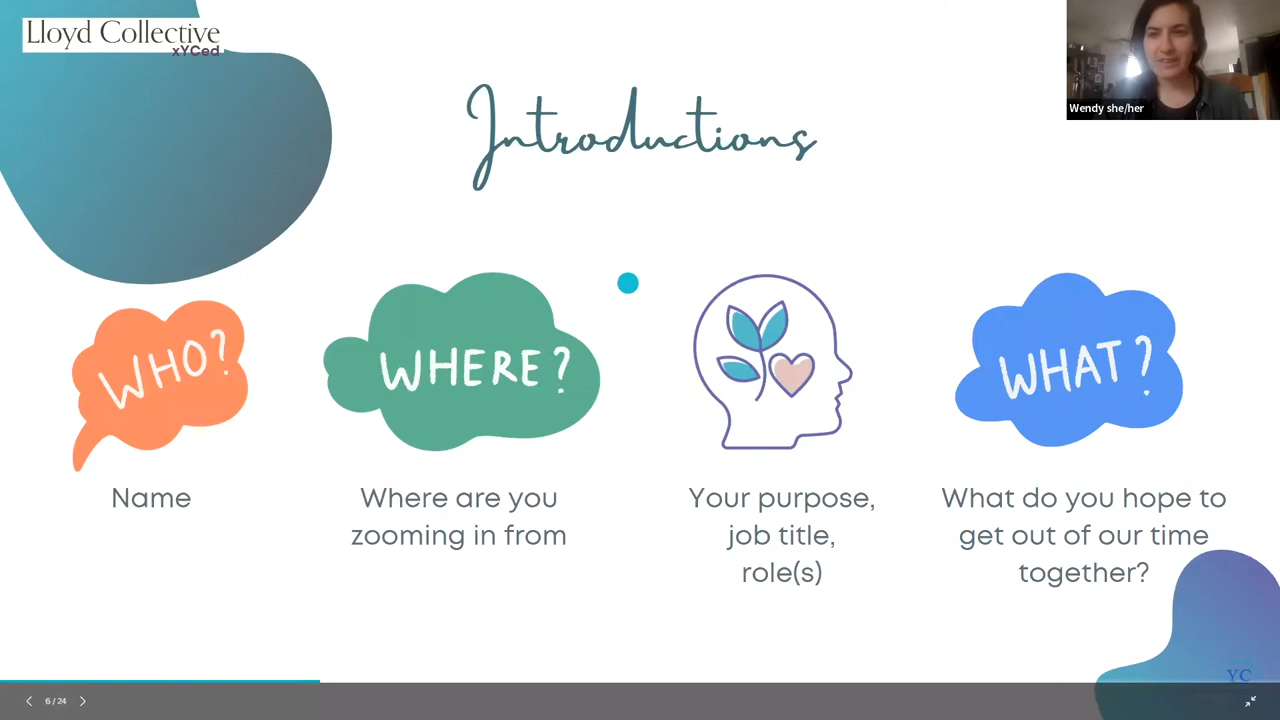 Lloyd Collective
xYCed
Wendy she/her
Introductions
WHO?
WHERE?
WHAT?
Name
Where are you
zooming in from
Your purpose,
job title,
role(s)
What do you hope to
get out of our time
together?
YC
6 / 24